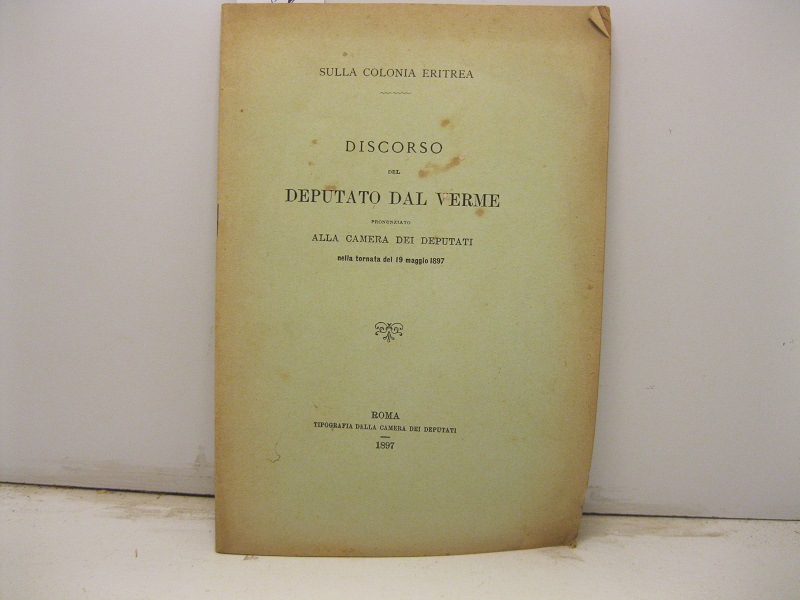 SULLA COLONIA ERITREA
DISCORSO
DEL
DEPUTATO DAL VERME
PRONUNZIATO
ALLA CAMERA DEI DEPUTATI
nella tornata del 19 maggio 1897
ROMA
TIPOGRAFIA DALLA CAMERA DEI DEPUTATI
1897